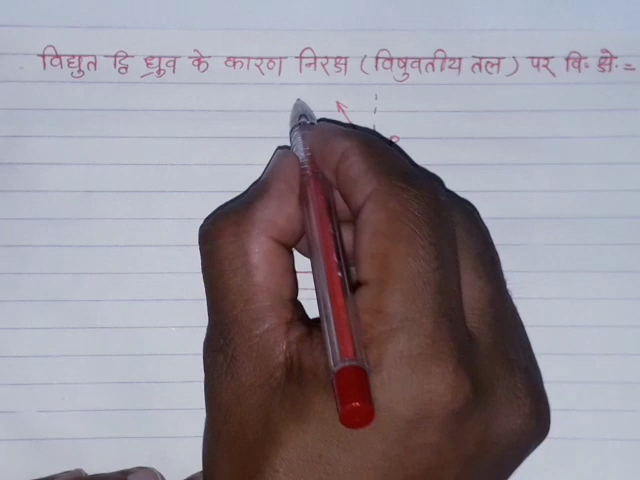 विद्युत द्वि ध्रुव के कारण निरक्ष (विषुवतीय तल) पर वि॰ क्षे॰ =